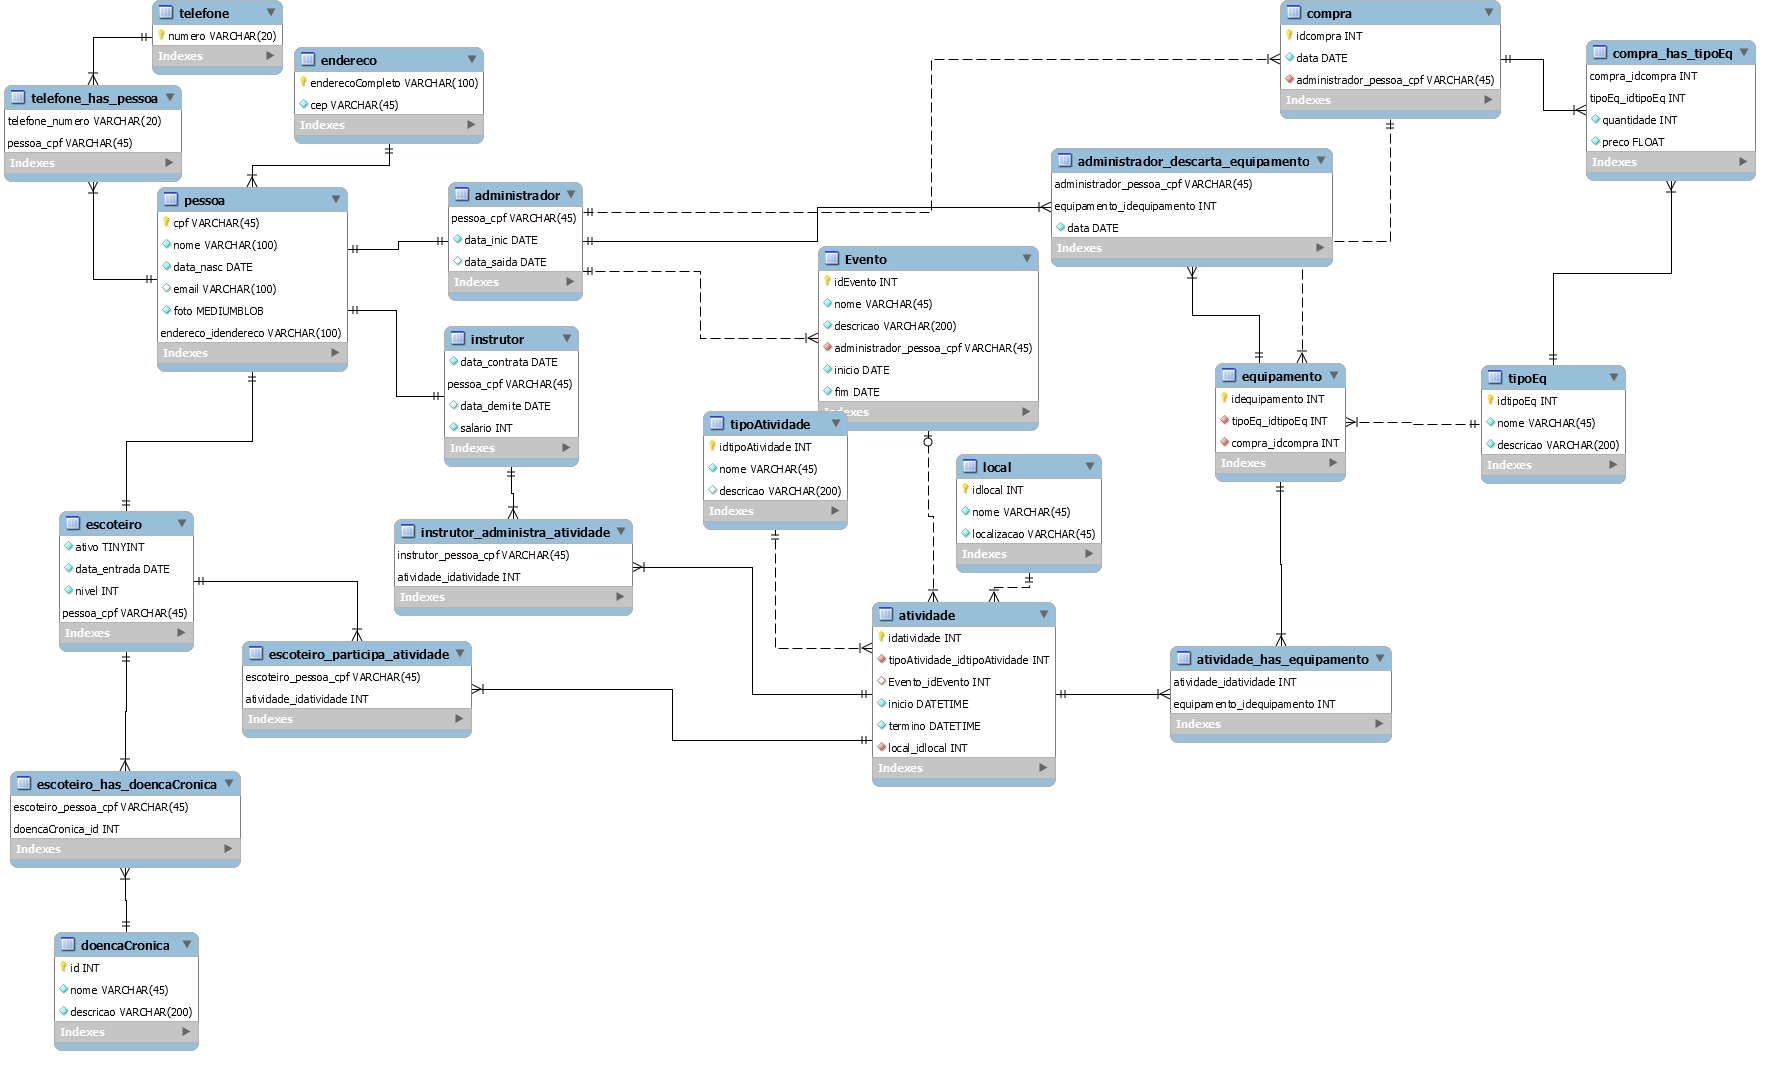 telefone
numero VARCHAR(20)
Indexes
endereco
enderecoCompleto VARCHAR(100)
cep VARCHAR(45)
Indexes
telefone_has_pessoa
telefone_numero VARCHAR(20)
pessoa_cpf VARCHAR(45)
Indexes
pessoa
cpf VARCHAR(45)
nome VARCHAR(100)
data_nasc DATE
email VARCHAR(100)
foto MEDIUMBLOB
endereco_idendereco VARCHAR(100)
Indexes
administrador
pessoa_cpf VARCHAR(45)
data_inic DATE
data_saida DATE
Indexes
instrutor
data_contrata DATE
pessoa_cpf VARCHAR(45)
data_demite DATE
salario INT
Indexes
compra
idcompra INT
data DATE
administrador_pessoa_cpf VARCHAR(45)
Indexes
compra_has_tipoEq
compra_idcompra INT
tipoEq_idtipoEq INT
quantidade INT
preco FLOAT
Indexes
administrador_descarta_equipamento
administrador_pessoa_cpf VARCHAR(45)
equipamento_idequipamento INT
data DATE
Indexes
Evento
idEvento INT
nome VARCHAR(45)
descricao VARCHAR(200)
administrador_pessoa_cpf VARCHAR(45)
inicio DATE
fim DATE
Indexes
tipoAtividade
idtipoAtividade INT
nome VARCHAR(45)
descricao VARCHAR(200)
Indexes
local
idlocal INT
nome VARCHAR(45)
localizacao VARCHAR(45)
Indexes
equipamento
idequipamento INT
tipoEq_idtipoEq INT
compra_idcompra INT
Indexes
tipoEq
idtipoEq INT
nome VARCHAR(45)
descricao VARCHAR(200)
Indexes
escoteiro
ativo TINYINT
data_entrada DATE
nivel INT
pessoa_cpf VARCHAR(45)
Indexes
instrutor_administra_atividade
instrutor_pessoa_cpf VARCHAR(45)
atividade_idatividade INT
Indexes
escoteiro_participa_atividade
escoteiro_pessoa_cpf VARCHAR(45)
atividade_idatividade INT
Indexes
atividade
idatividade INT
tipoAtividade_idtipoAtividade INT
Evento_idEvento INT
inicio DATETIME
termino DATETIME
local_idlocal INT
Indexes
atividade_has_equipamento
atividade_idatividade INT
equipamento_idequipamento INT
Indexes
escoteiro_has_doencaCronica
escoteiro_pessoa_cpf VARCHAR(45)
doencaCronica_id INT
Indexes
doencaCronica
id INT
nome VARCHAR(45)
descricao VARCHAR(200)
Indexes